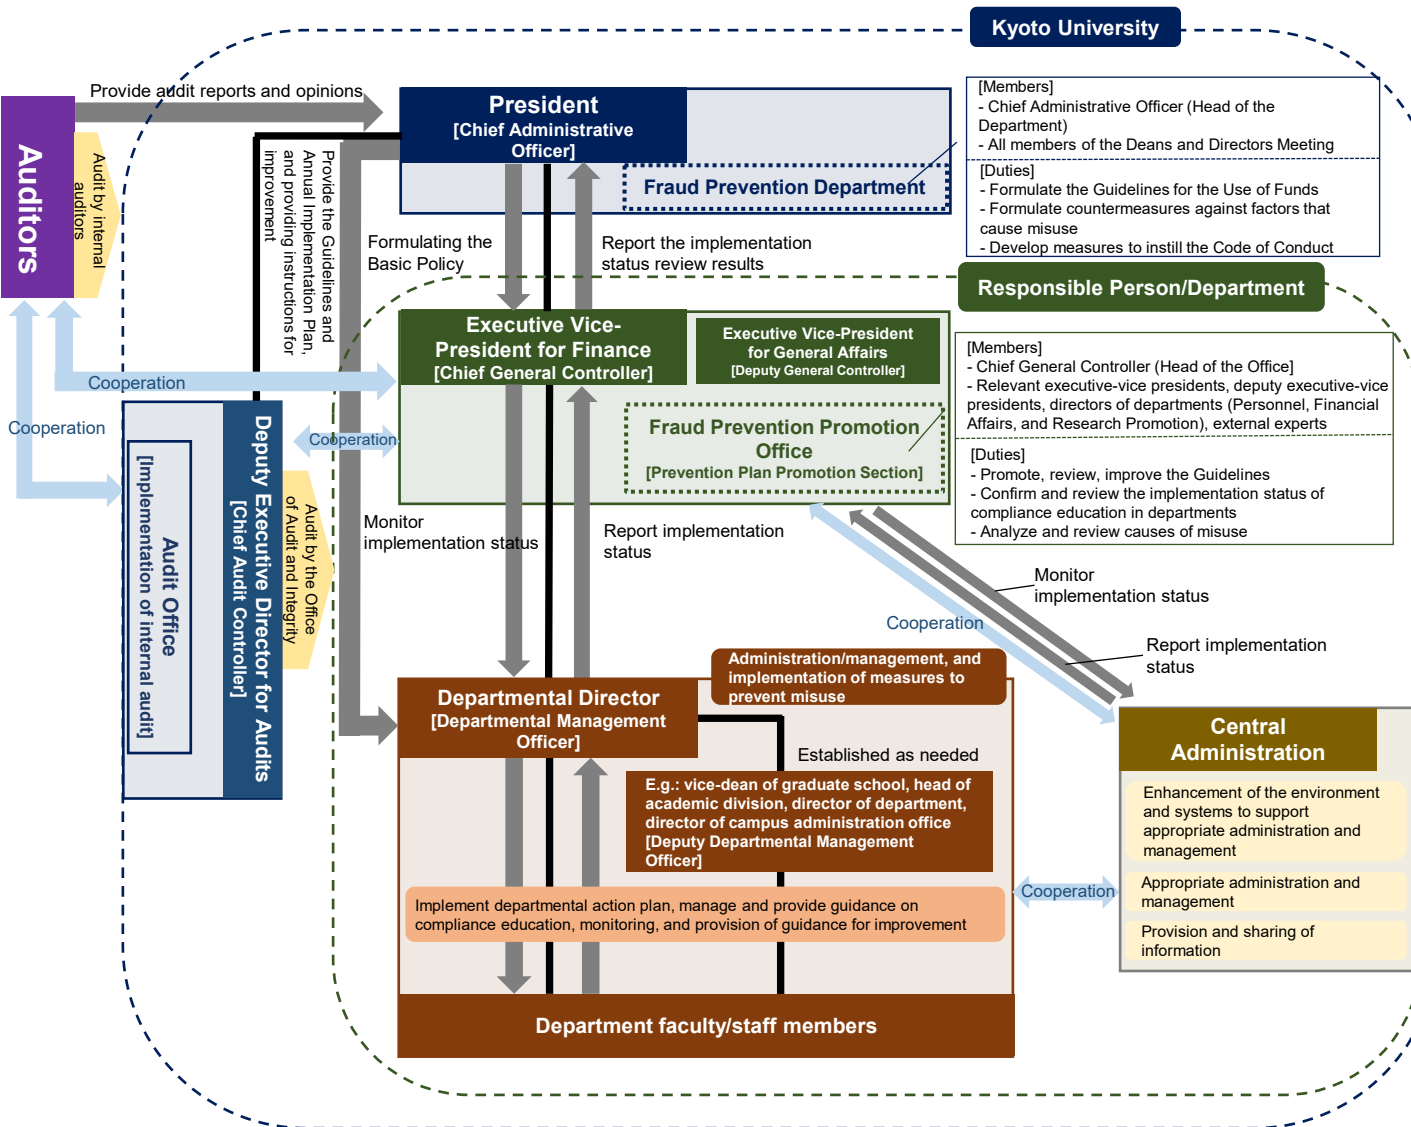 Kyoto University
Provide audit reports and opinions
Auditors
Audit by internal
auditors
President
[Chief Administrative
Officer]
Fraud Prevention Department
[Members]
- Chief Administrative Officer (Head of the
Department)
- All members of the Deans and Directors Meeting
[Duties]
- Formulate the Guidelines for the Use of Funds
- Formulate countermeasures against factors that
cause misuse
- Develop measures to instill the Code of Conduct
Provide the Guidelines and
Annual Implementation Plan,
and providing instructions for
improvement
Formulating the
Basic Policy
Report the implementation
status review results
Responsible Person/Department
Executive Vice-
President for Finance
[Chief General Controller]
Executive Vice-President
for General Affairs
[Deputy General Controller]
Fraud Prevention Promotion
Office
[Prevention Plan Promotion Section]
[Members]
- Chief General Controller (Head of the Office]
- Relevant executive-vice presidents, deputy executive-vice
presidents, directors of departments (Personnel, Financial
Affairs, and Research Promotion), external experts
[Duties]
- Promote, review, improve the Guidelines
- Confirm and review the implementation status of
compliance education in departments
- Analyze and review causes of misuse
Cooperation
Cooperation
Cooperation
Deputy Executive Director for Audits
[Chief Audit Controller]
Audit Office
[Implementation of internal audit]
Audit by the Office
of Audit and Integrity
Monitor
implementation status
Report implementation
status
Monitor
implementation status
Cooperation
Report implementation
status
Departmental Director
[Departmental Management
Officer]
Administration/management, and
implementation of measures to
prevent misuse
Established as needed
E.g.: vice-dean of graduate school, head of
academic division, director of department,
director of campus administration office
[Deputy Departmental Management
Officer]
Implement departmental action plan, manage and provide guidance on
compliance education, monitoring, and provision of guidance for improvement
Department faculty/staff members
Cooperation
Central
Administration
Enhancement of the environment
and systems to support
appropriate administration and
management
Appropriate administration and
management
Provision and sharing of
information